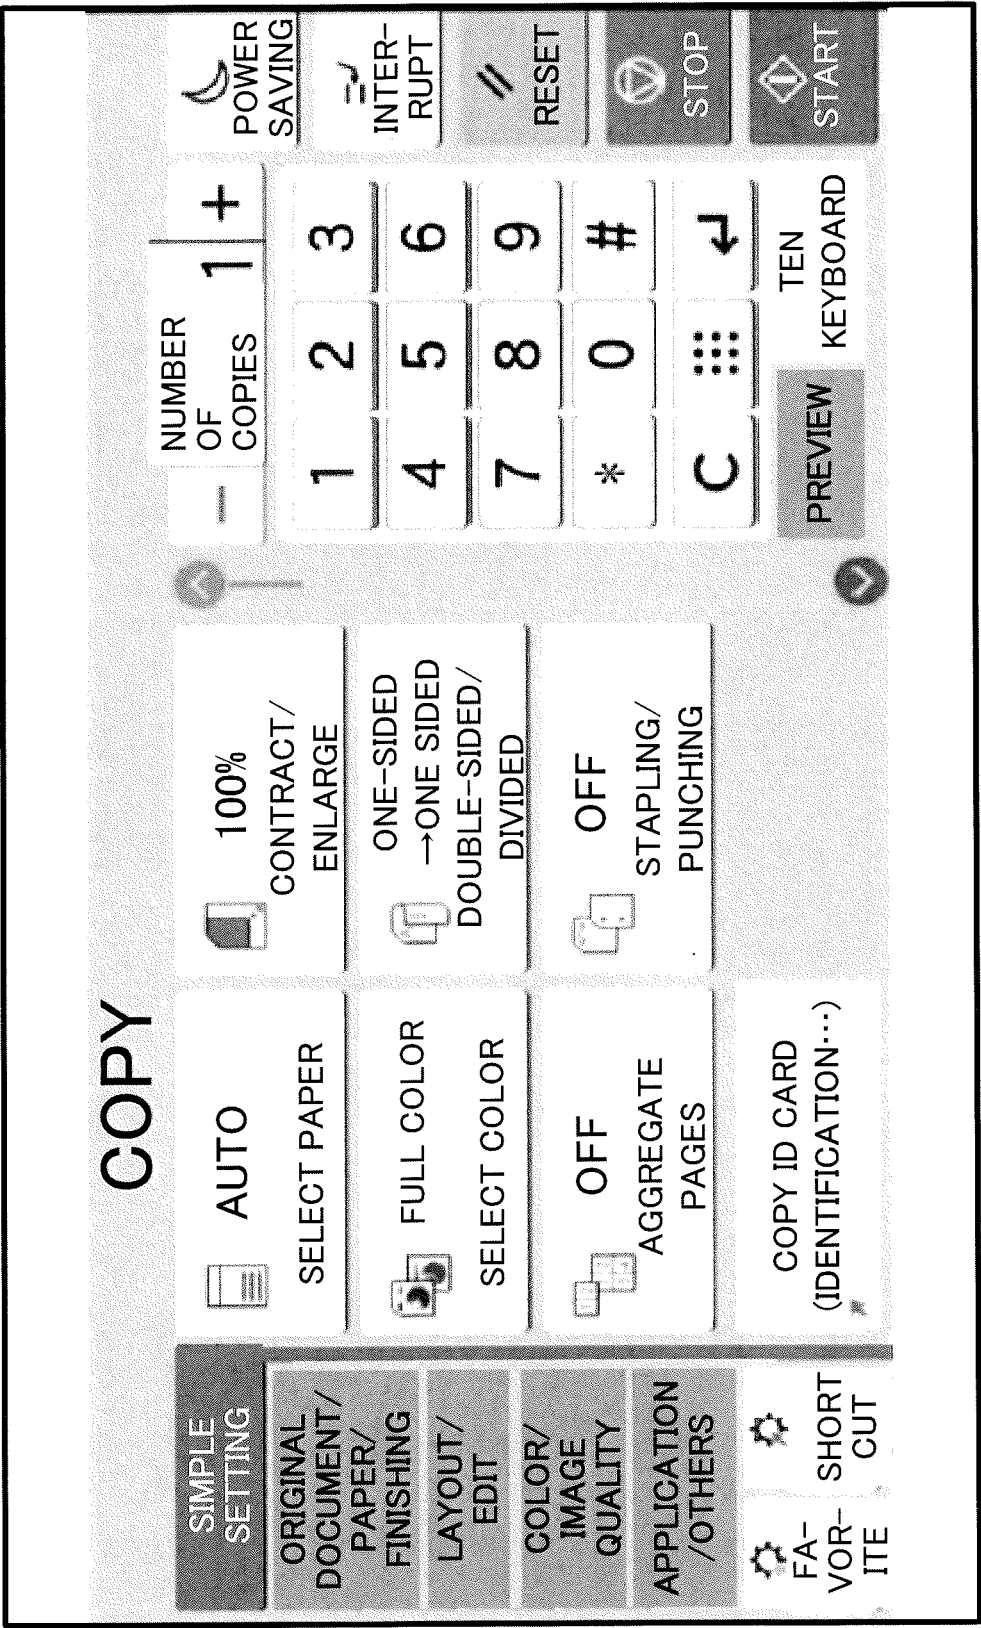 COPY
SIMPLE
SETTING
ORIGINAL
DOCUMENT/
PAPER/
FINISHING
LAYOUT/
EDIT
COLOR/
IMAGE
QUALITY
APPLICATION
/OTHERS
FA-
VOR-
ITE
SHORT
CUT
AUTO
SELECT PAPER
100%
CONTRACT/
ENLARGE
FULL COLOR
SELECT COLOR
ONE-SIDED
→ONE SIDED
DOUBLE-SIDED/
DIVIDED
OFF
AGGREGATE
PAGES
OFF
STAPLING/
PUNCHING
COPY ID CARD
(IDENTIFICATION···)
NUMBER
OF
COPIES
− 1 +
1 2 3
4 5 6
7 8 9
* 0 #
C
PREVIEW
TEN
KEYBOARD
POWER
SAVING
INTER-
RUPT
RESET
STOP
START